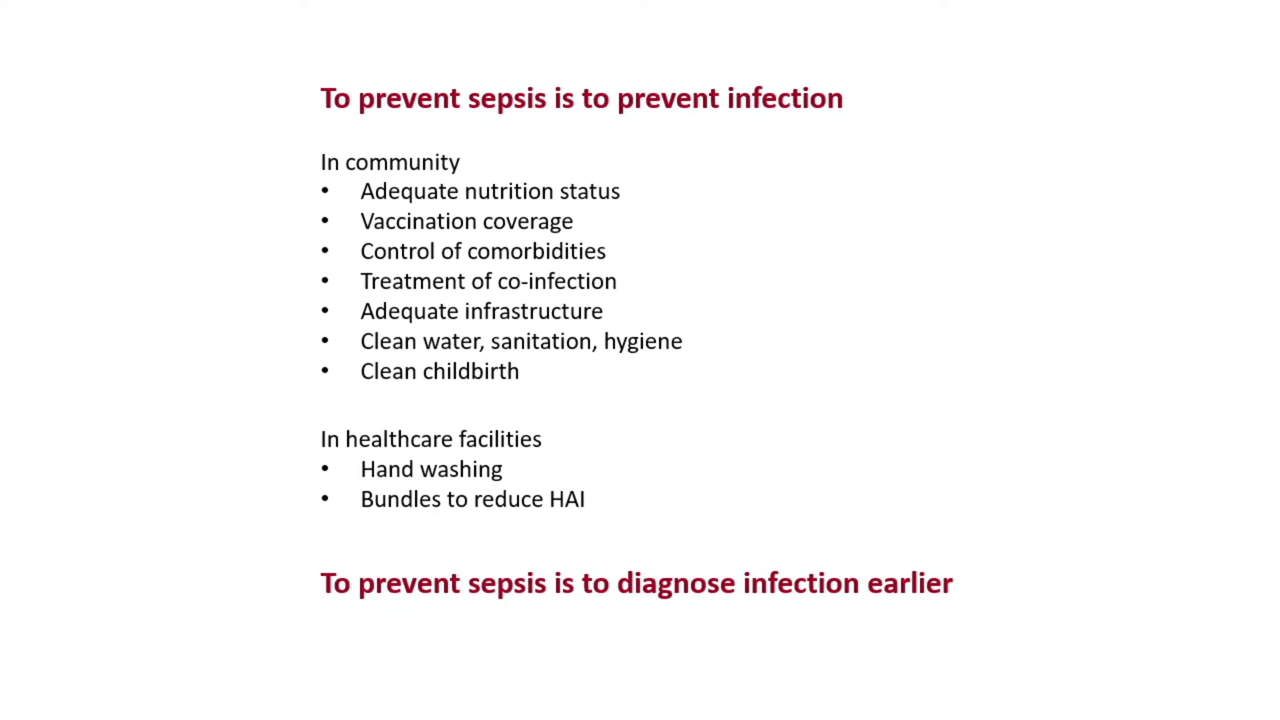 To prevent sepsis is to prevent infection
In community
• Adequate nutrition status
• Vaccination coverage
• Control of comorbidities
• Treatment of co-infection
• Adequate infrastructure
• Clean water, sanitation, hygiene
• Clean childbirth
In healthcare facilities
• Hand washing
• Bundles to reduce HAI
To prevent sepsis is to diagnose infection earlier